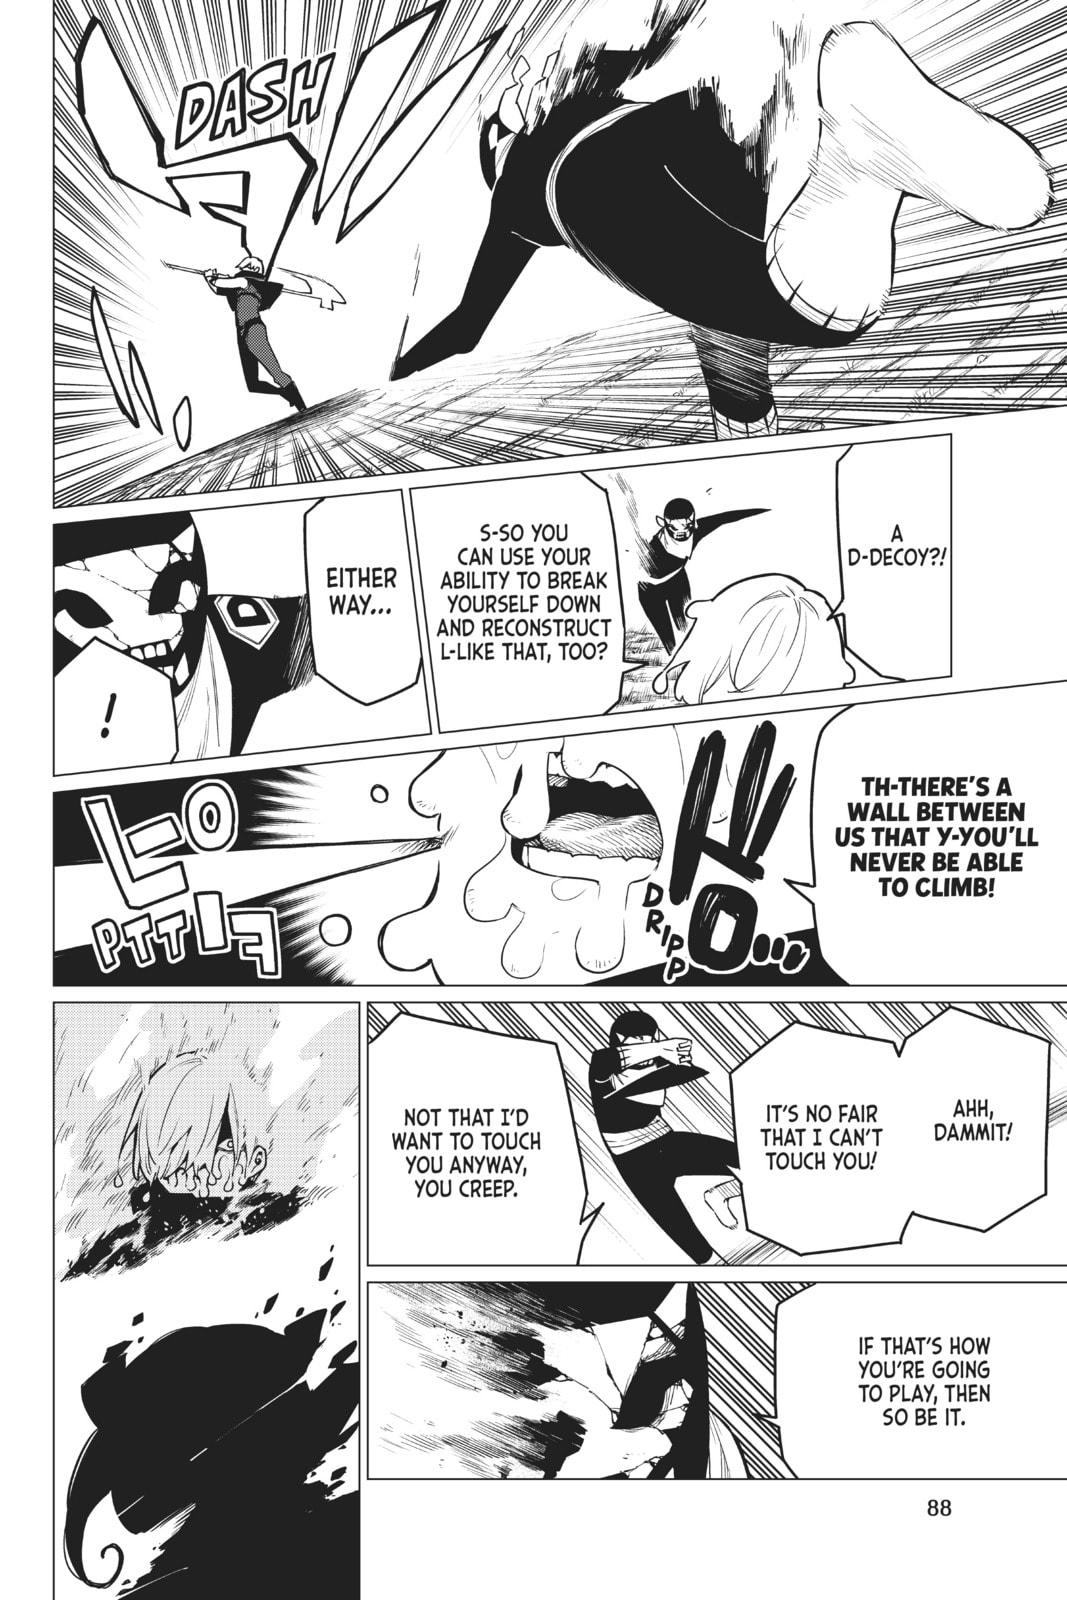 DASH
A
D-DECOY?!
S-SO YOU
CAN USE YOUR
ABILITY TO BREAK
YOURSELF DOWN
AND RECONSTRUCT
L-LIKE THAT, TOO?
EITHER
WAY...
D
!
TH-THERE'S A
WALL BETWEEN
US THAT Y-YOU'LL
NEVER BE ABLE
TO CLIMB!
DRIPP
PTTT
AHH,
DAMMIT!
IT'S NO FAIR
THAT I CAN'T
TOUCH YOU!
NOT THAT I'D
WANT TO TOUCH
YOU ANYWAY,
YOU CREEP.
IF THAT'S HOW
YOU'RE GOING
TO PLAY, THEN
SO BE IT.
88